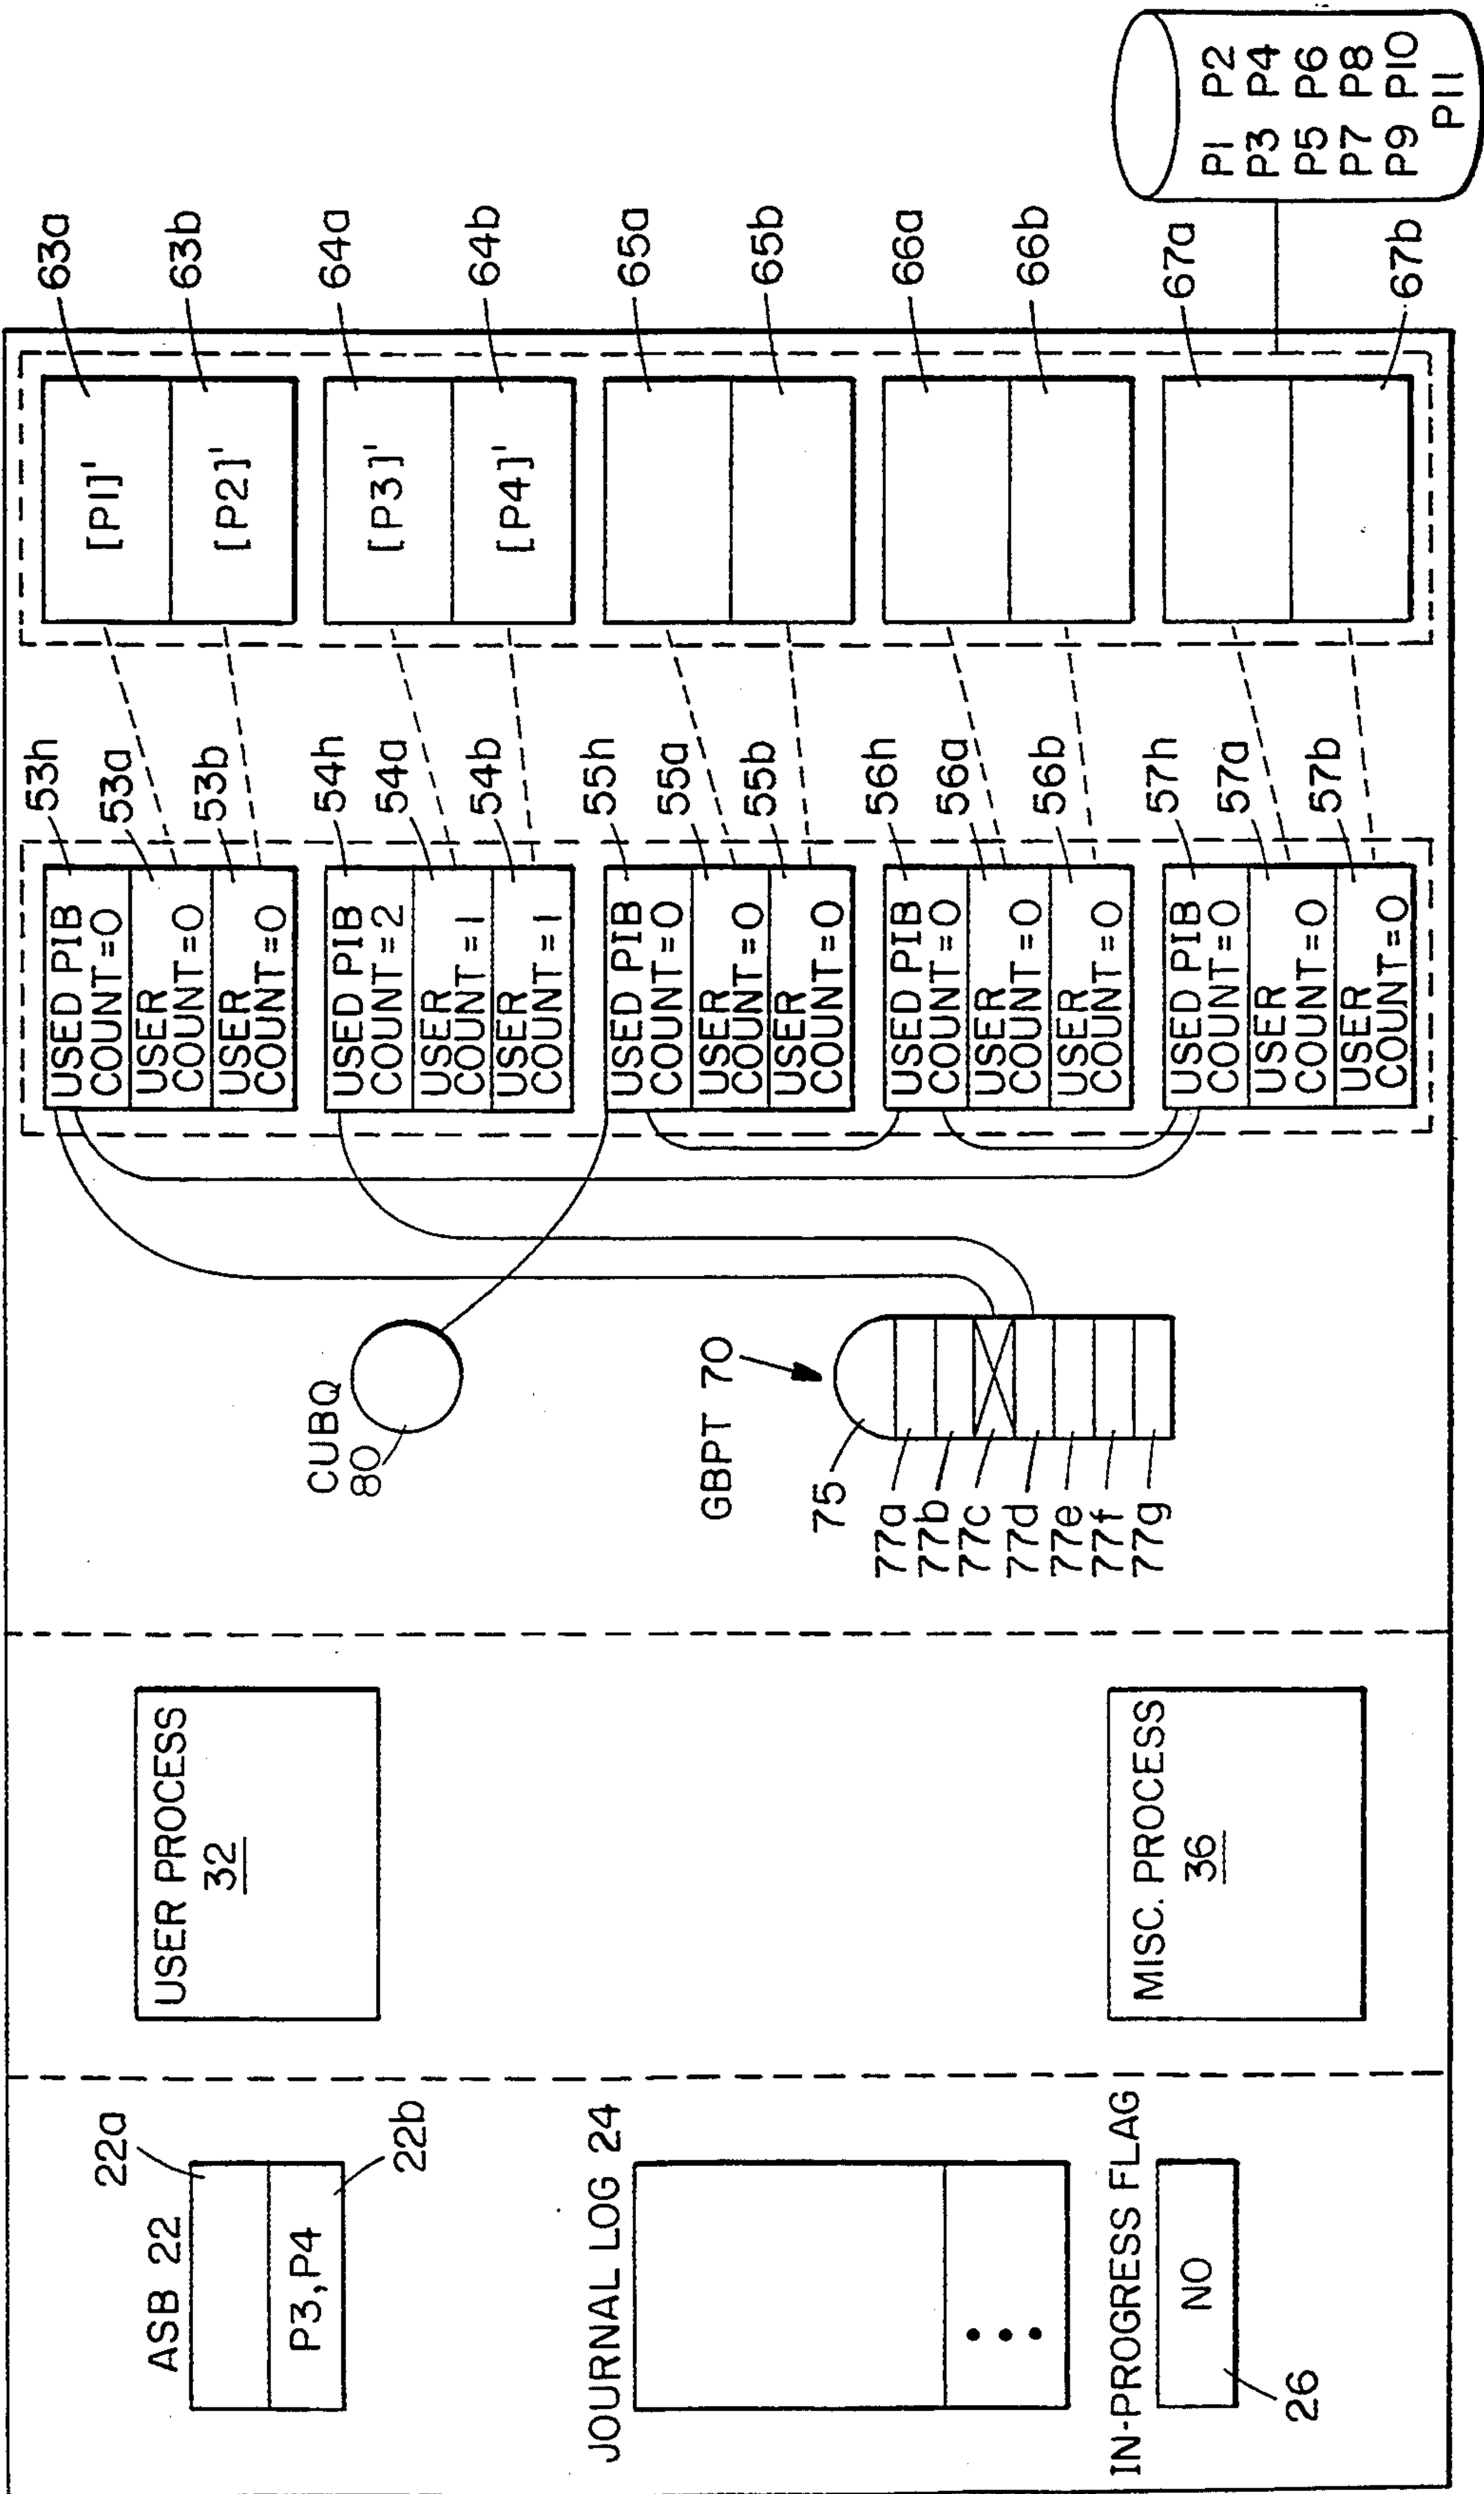 ASB 22
22a
P3,P4
22b
JOURNAL LOG 24
•••
IN-PROGRESS FLAG
NO
26
USER PROCESS
32
MISC. PROCESS
36
CUBQ
80
GBPT 70
75
77a
77b
77c
77d
77e
77f
77g
USED PIB
COUNT=0
USER
COUNT=0
USER
COUNT=0
53h
53a
53b
USED PIB
COUNT=2
USER
COUNT=1
USER
COUNT=1
54h
54a
54b
USED PIB
COUNT=0
USER
COUNT=0
USER
COUNT=0
55h
55a
55b
USED PIB
COUNT=0
USER
COUNT=0
USER
COUNT=0
56h
56a
56b
USED PIB
COUNT=0
USER
COUNT=0
USER
COUNT=0
57h
57a
57b
[P1]'
[P2]'
63a
63b
[P3]'
[P4]'
64a
64b
65a
65b
66a
66b
67a
67b
P1 P2
P3 P4
P5 P6
P7 P8
P9 P10
P11